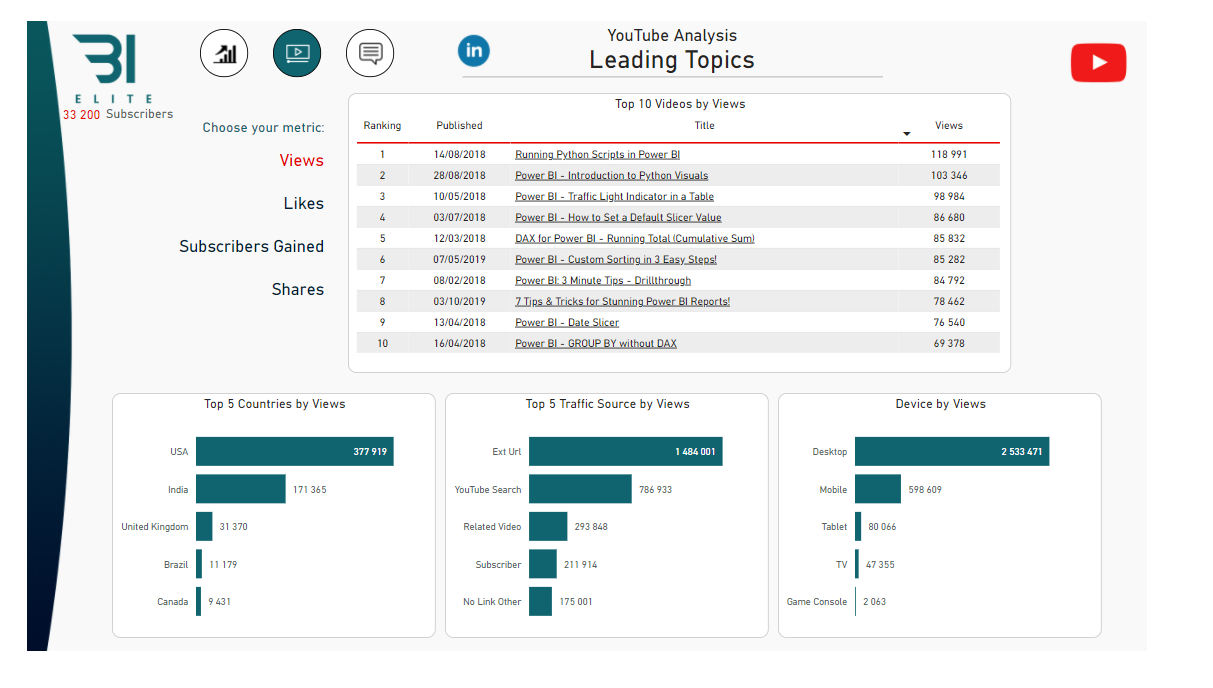 BI
ELITE
33 200 Subscribers
in
YouTube Analysis
Leading Topics
Choose your metric:
Views
Likes
Subscribers Gained
Shares
Top 10 Videos by Views
Ranking Published Title Views
1 14/08/2018 Running Python Scripts in Power BI 118 991
2 28/08/2018 Power BI - Introduction to Python Visuals 103 346
3 10/05/2018 Power BI - Traffic Light Indicator in a Table 98 984
4 03/07/2018 Power BI - How to Set a Default Slicer Value 86 680
5 12/03/2018 DAX for Power BI - Running Total (Cumulative Sum) 85 832
6 07/05/2019 Power BI - Custom Sorting in 3 Easy Steps! 85 282
7 08/02/2018 Power BI: 3 Minute Tips - Drillthrough 84 792
8 03/10/2019 7 Tips & Tricks for Stunning Power BI Reports! 78 462
9 13/04/2018 Power BI - Date Slicer 76 540
10 16/04/2018 Power BI - GROUP BY without DAX 69 378
Top 5 Countries by Views
USA 377 919
India 171 365
United Kingdom 31 370
Brazil 11 179
Canada 9 431
Top 5 Traffic Source by Views
Ext Url 1 484 001
YouTube Search 786 933
Related Video 293 848
Subscriber 211 914
No Link Other 175 001
Device by Views
Desktop 2 533 471
Mobile 598 609
Tablet 80 066
TV 47 355
Game Console 2 063